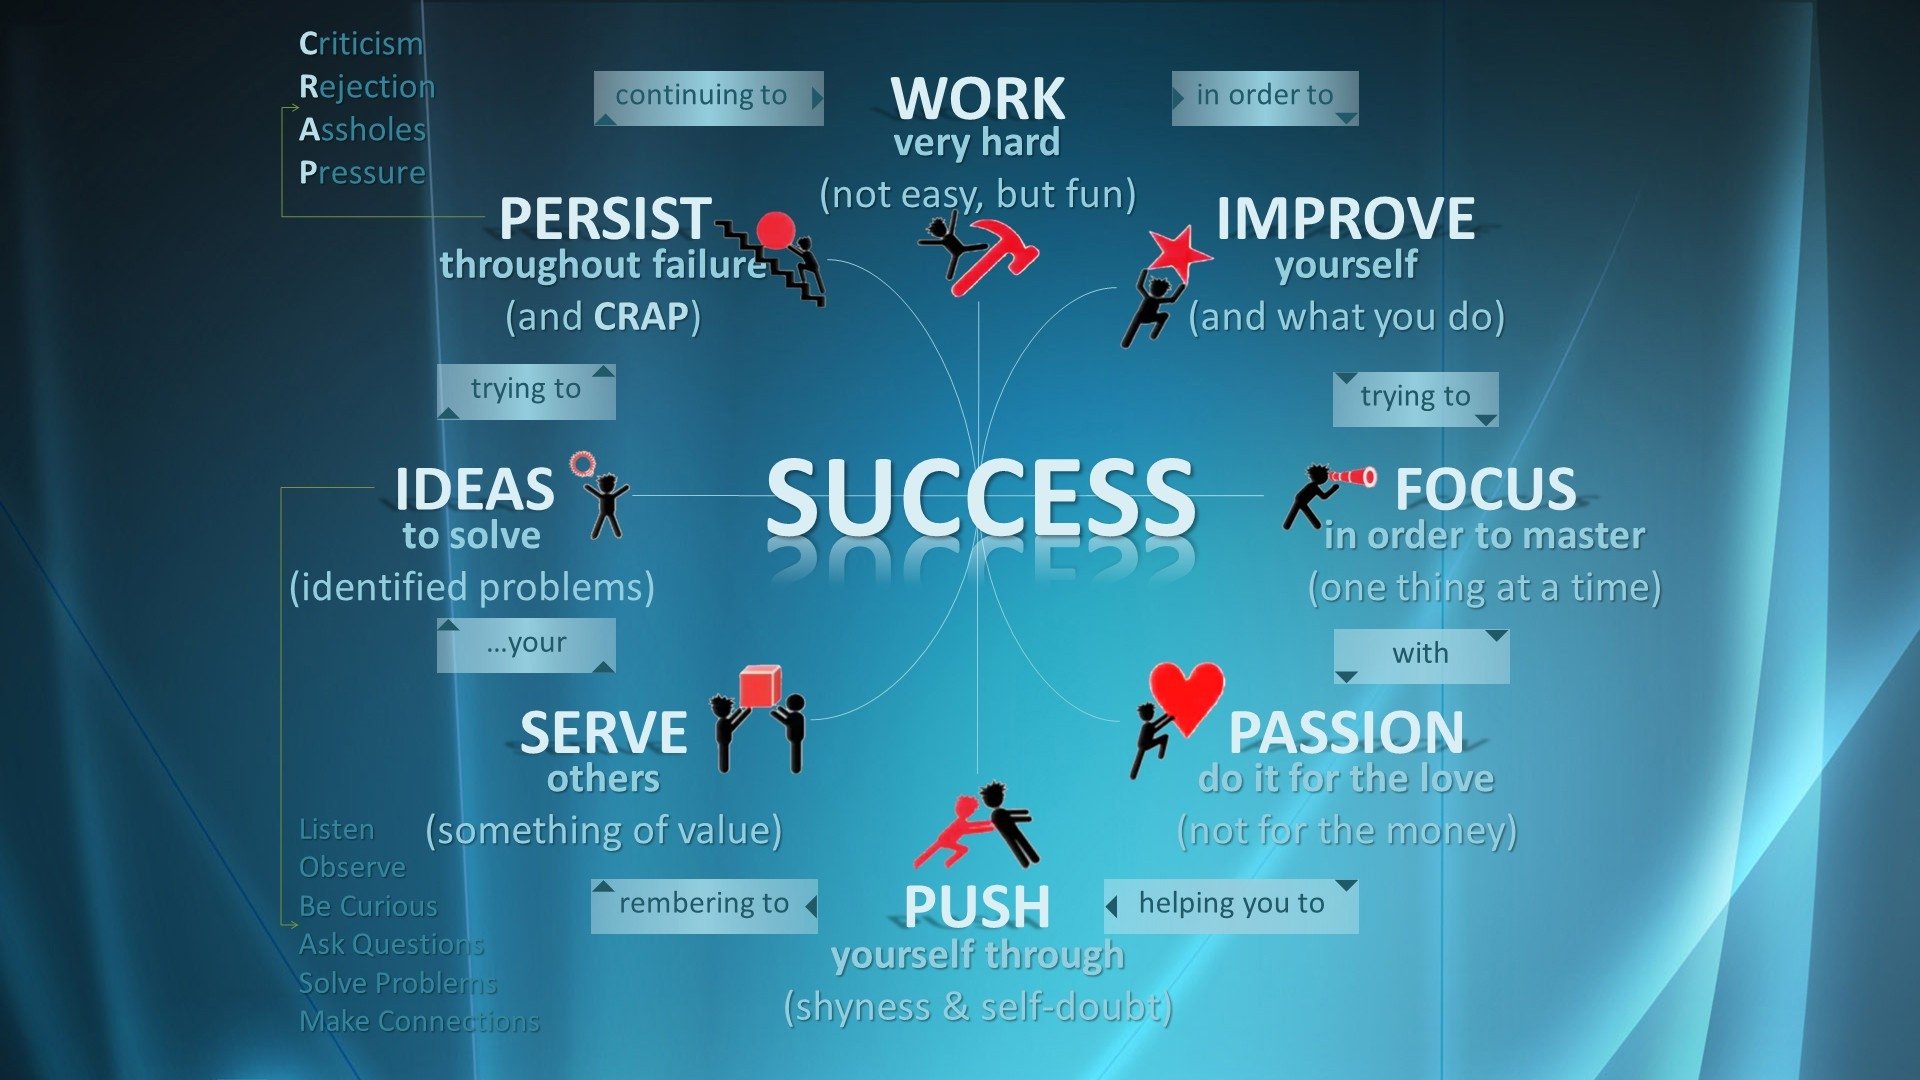 Criticism
Rejection
Assholes
Pressure
continuing to
WORK
very hard
(not easy, but fun)
in order to
PERSIST
throughout failure
(and CRAP)
IMPROVE
yourself
(and what you do)
trying to
trying to
IDEAS
to solve
(identified problems)
SUCCESS
FOCUS
in order to master
(one thing at a time)
...your
with
SERVE
others
(something of value)
PASSION
do it for the love
(not for the money)
Listen
Observe
Be Curious
Ask Questions
Solve Problems
Make Connections
rembering to
PUSH
yourself through
(shyness & self-doubt)
helping you to